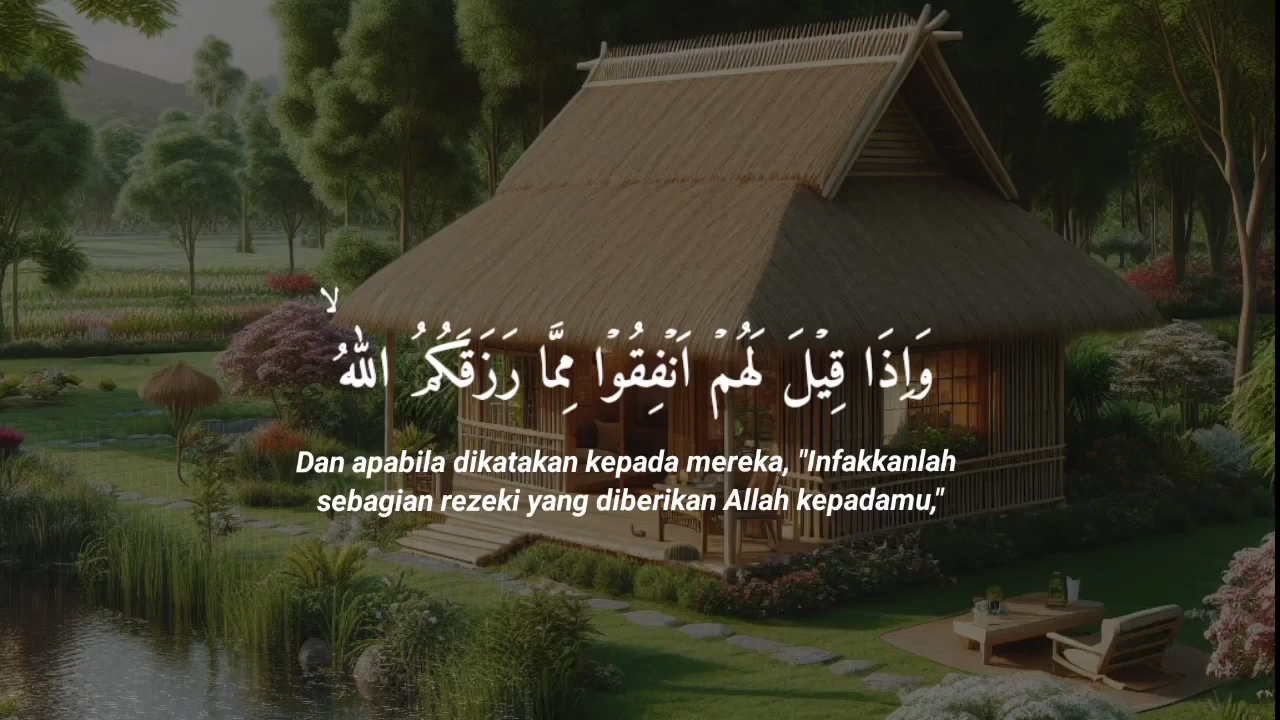 وَاِذَا قِيْلَ لَهُمْ اَنْفِقُوْا مِمَّا رَزَقَكُمُ اللّٰهُ ۙ
Dan apabila dikatakan kepada mereka, "Infakkanlah
sebagian rezeki yang diberikan Allah kepadamu,"